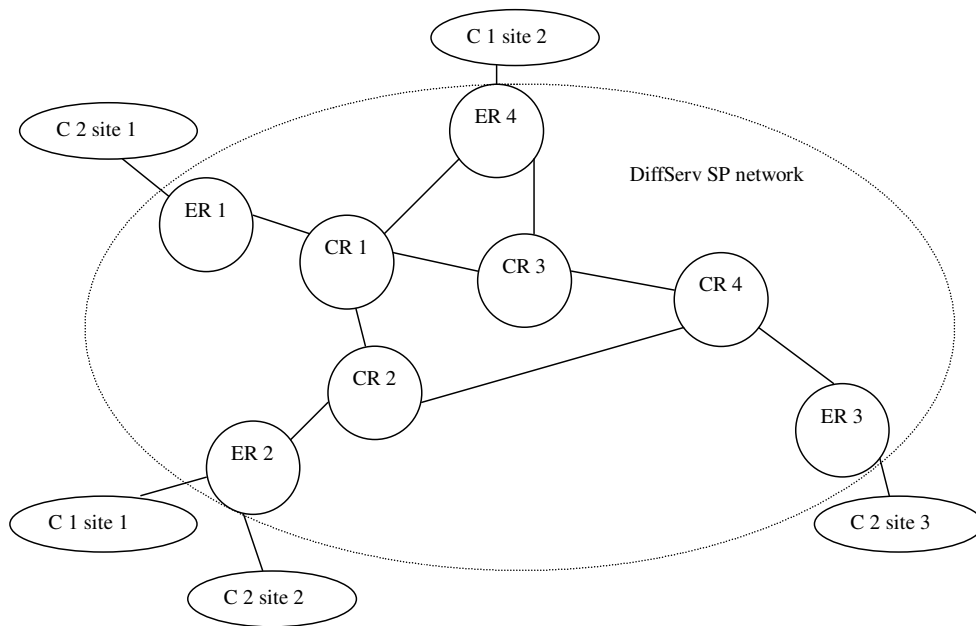 C 1 site 2
ER 4
C 2 site 1
DiffServ SP network
ER 1
CR 1
CR 3
CR 4
CR 2
ER 3
ER 2
C 1 site 1
C 2 site 3
C 2 site 2